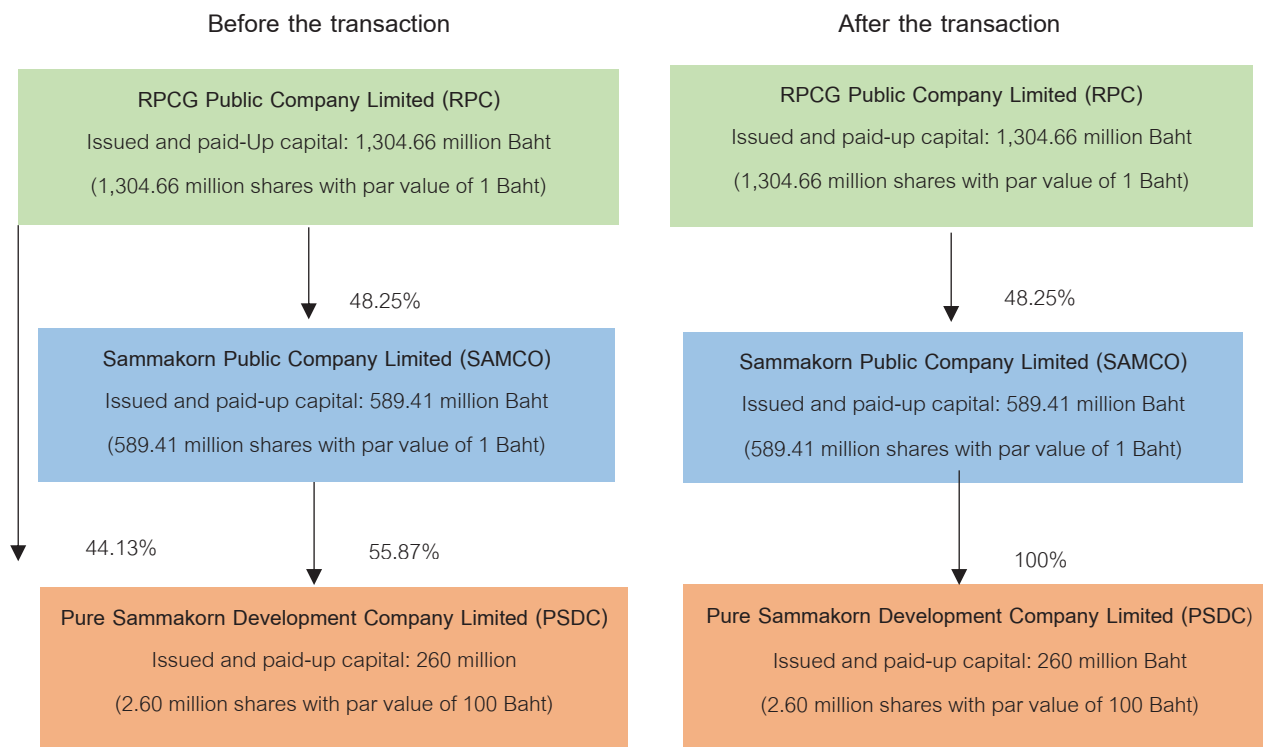 Before the transaction
RPCG Public Company Limited (RPC)
Issued and paid-Up capital: 1,304.66 million Baht
(1,304.66 million shares with par value of 1 Baht)
48.25%
Sammakorn Public Company Limited (SAMCO)
Issued and paid-up capital: 589.41 million Baht
(589.41 million shares with par value of 1 Baht)
44.13%
55.87%
Pure Sammakorn Development Company Limited (PSDC)
Issued and paid-up capital: 260 million
(2.60 million shares with par value of 100 Baht)
After the transaction
RPCG Public Company Limited (RPC)
Issued and paid-up capital: 1,304.66 million Baht
(1,304.66 million shares with par value of 1 Baht)
48.25%
Sammakorn Public Company Limited (SAMCO)
Issued and paid-up capital: 589.41 million Baht
(589.41 million shares with par value of 1 Baht)
100%
Pure Sammakorn Development Company Limited (PSDC)
Issued and paid-up capital: 260 million Baht
(2.60 million shares with par value of 100 Baht)